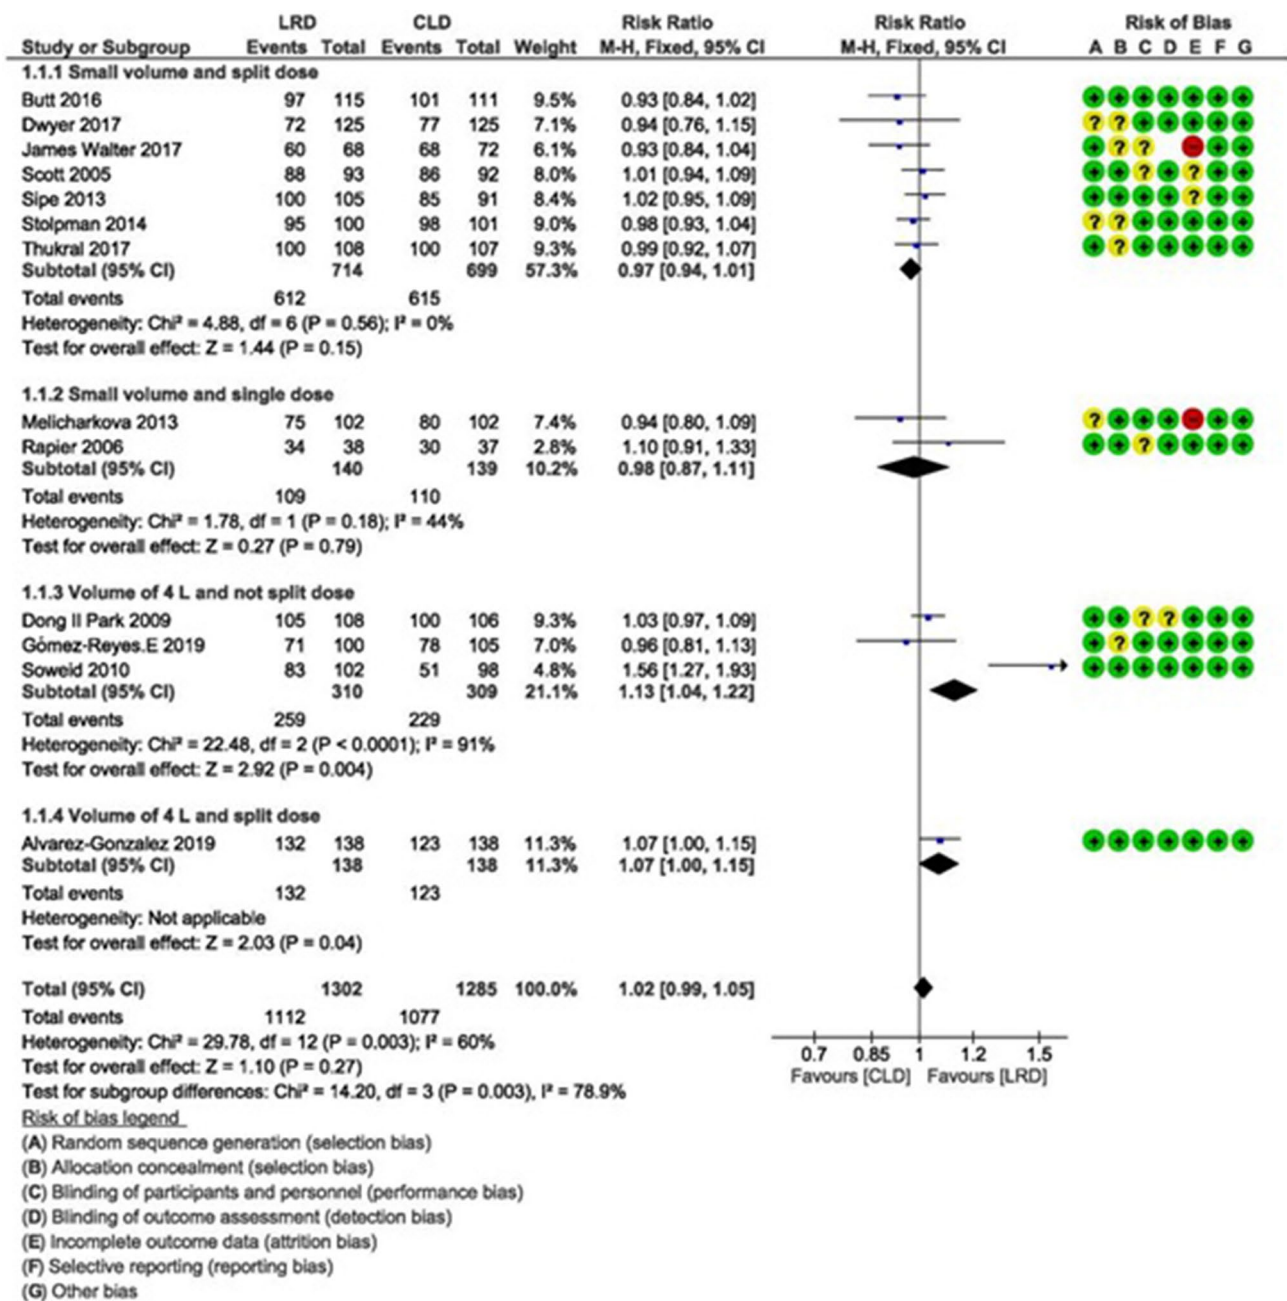 LRD CLD Risk Ratio Risk Ratio Risk of Bias
Study or Subgroup Events Total Events Total Weight M-H, Fixed, 95% CI M-H, Fixed, 95% CI A B C D E F G
1.1.1 Small volume and split dose
Butt 2016 97 115 101 111 9.5% 0.93 [0.84, 1.02] + + + + + + +
Dwyer 2017 72 125 77 125 7.1% 0.94 [0.76, 1.15] ? ? + + + + +
James Walter 2017 60 68 68 72 6.1% 0.93 [0.84, 1.04] + ? ? - + +
Scott 2005 88 93 86 92 8.0% 1.01 [0.94, 1.09] + + ? + ? + +
Sipe 2013 100 105 85 91 8.4% 1.02 [0.95, 1.09] + + + + ? + +
Stolpman 2014 95 100 98 101 9.0% 0.98 [0.93, 1.04] ? ? + + + + +
Thukral 2017 100 108 100 107 9.3% 0.99 [0.92, 1.07] + ? + + + + +
Subtotal (95% CI) 714 699 57.3% 0.97 [0.94, 1.01]
Total events 612 615
Heterogeneity: Chi² = 4.88, df = 6 (P = 0.56); I² = 0%
Test for overall effect: Z = 1.44 (P = 0.15)
1.1.2 Small volume and single dose
Melicharkova 2013 75 102 80 102 7.4% 0.94 [0.80, 1.09] ? + + + - + +
Rapier 2006 34 38 30 37 2.8% 1.10 [0.91, 1.33] + + ? + + + +
Subtotal (95% CI) 140 139 10.2% 0.98 [0.87, 1.11]
Total events 109 110
Heterogeneity: Chi² = 1.78, df = 1 (P = 0.18); I² = 44%
Test for overall effect: Z = 0.27 (P = 0.79)
1.1.3 Volume of 4 L and not split dose
Dong Il Park 2009 105 108 100 106 9.3% 1.03 [0.97, 1.09] + + ? ? + + +
Gómez-Reyes.E 2019 71 100 78 105 7.0% 0.96 [0.81, 1.13] + ? + + + + +
Soweid 2010 83 102 51 98 4.8% 1.56 [1.27, 1.93] + + + + + + +
Subtotal (95% CI) 310 309 21.1% 1.13 [1.04, 1.22]
Total events 259 229
Heterogeneity: Chi² = 22.48, df = 2 (P < 0.0001); I² = 91%
Test for overall effect: Z = 2.92 (P = 0.004)
1.1.4 Volume of 4 L and split dose
Alvarez-Gonzalez 2019 132 138 123 138 11.3% 1.07 [1.00, 1.15] + + + + + + +
Subtotal (95% CI) 138 138 11.3% 1.07 [1.00, 1.15]
Total events 132 123
Heterogeneity: Not applicable
Test for overall effect: Z = 2.03 (P = 0.04)
Total (95% CI) 1302 1285 100.0% 1.02 [0.99, 1.05]
Total events 1112 1077
Heterogeneity: Chi² = 29.78, df = 12 (P = 0.003); I² = 60%
Test for overall effect: Z = 1.10 (P = 0.27)
Test for subgroup differences: Chi² = 14.20, df = 3 (P = 0.003), I² = 78.9%
0.7 0.85 1 1.2 1.5
Favours [CLD] Favours [LRD]
Risk of bias legend
(A) Random sequence generation (selection bias)
(B) Allocation concealment (selection bias)
(C) Blinding of participants and personnel (performance bias)
(D) Blinding of outcome assessment (detection bias)
(E) Incomplete outcome data (attrition bias)
(F) Selective reporting (reporting bias)
(G) Other bias